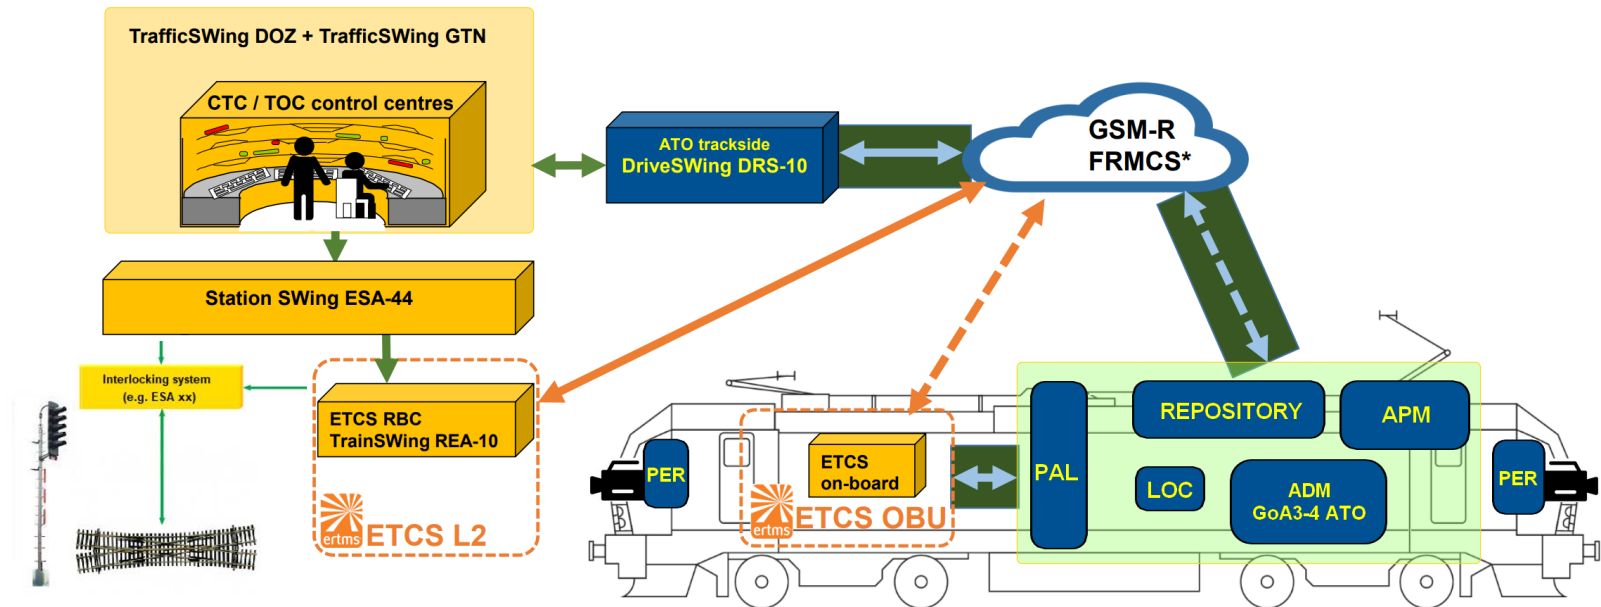 TrafficSWing DOZ + TrafficSWing GTN
CTC / TOC control centres
ATO trackside
DriveSWing DRS-10
GSM-R
FRMCS*
Station SWing ESA-44
Interlocking system
(e.g. ESA xx)
ETCS RBC
TrainSWing REA-10
ertms
ETCS L2
PER
ETCS
on-board
ertms
ETCS OBU
PAL
REPOSITORY
APM
LOC
ADM
GoA3-4 ATO
PER